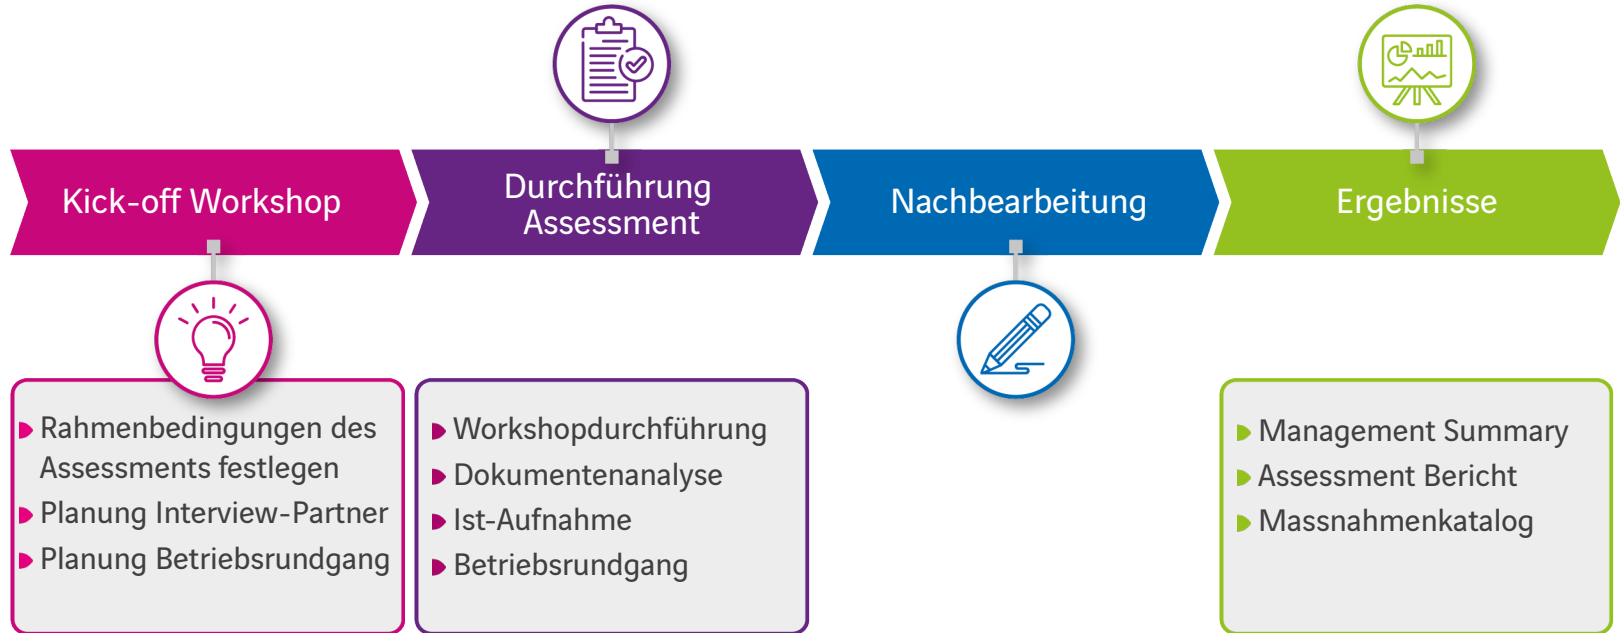 Kick-off Workshop
Durchführung
Assessment
Nachbearbeitung
Ergebnisse
Rahmenbedingungen des
Assessments festlegen
Planung Interview-Partner
Planung Betriebsrundgang
Workshopdurchführung
Dokumentenanalyse
Ist-Aufnahme
Betriebsrundgang
Management Summary
Assessment Bericht
Massnahmenkatalog